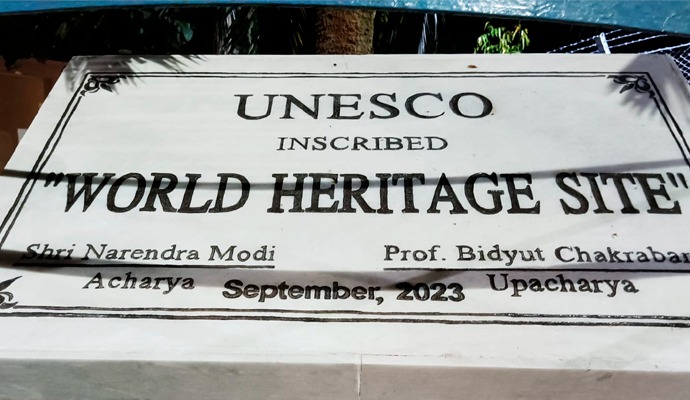 UNESCO
INSCRIBED
"WORLD HERITAGE SITE"
Shri Narendra Modi Prof. Bidyut Chakrabar
Acharya September, 2023 Upacharya